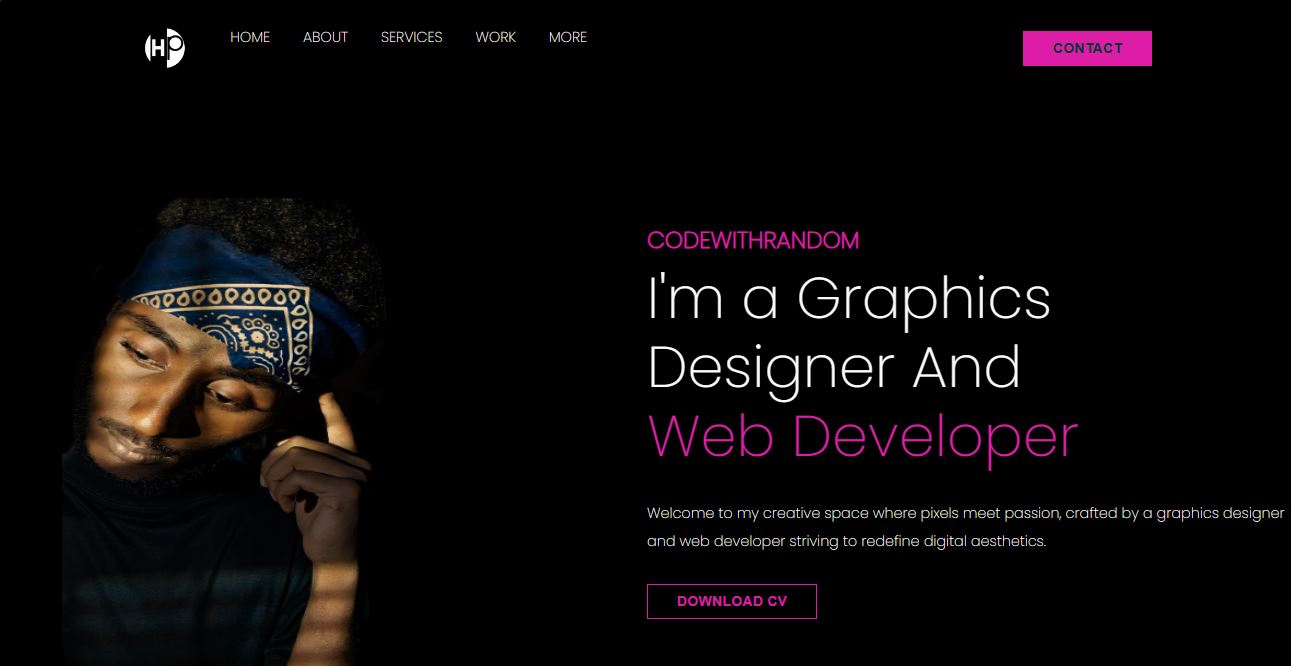 HP
HOME ABOUT SERVICES WORK MORE
CONTACT
CODEWITHRANDOM
I'm a Graphics
Designer And
Web Developer
Welcome to my creative space where pixels meet passion, crafted by a graphics designer
and web developer striving to redefine digital aesthetics.
DOWNLOAD CV